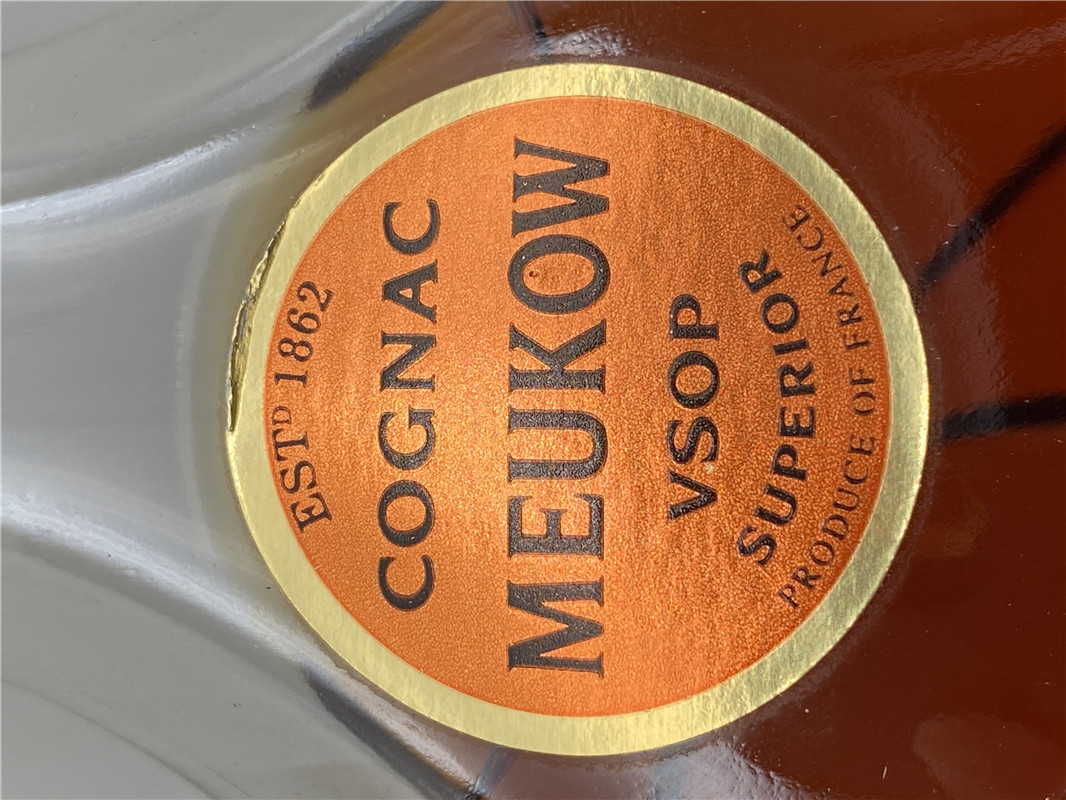 ESTD 1862
COGNAC
MEUKOW
VSOP
SUPERIOR
PRODUCE OF FRANCE